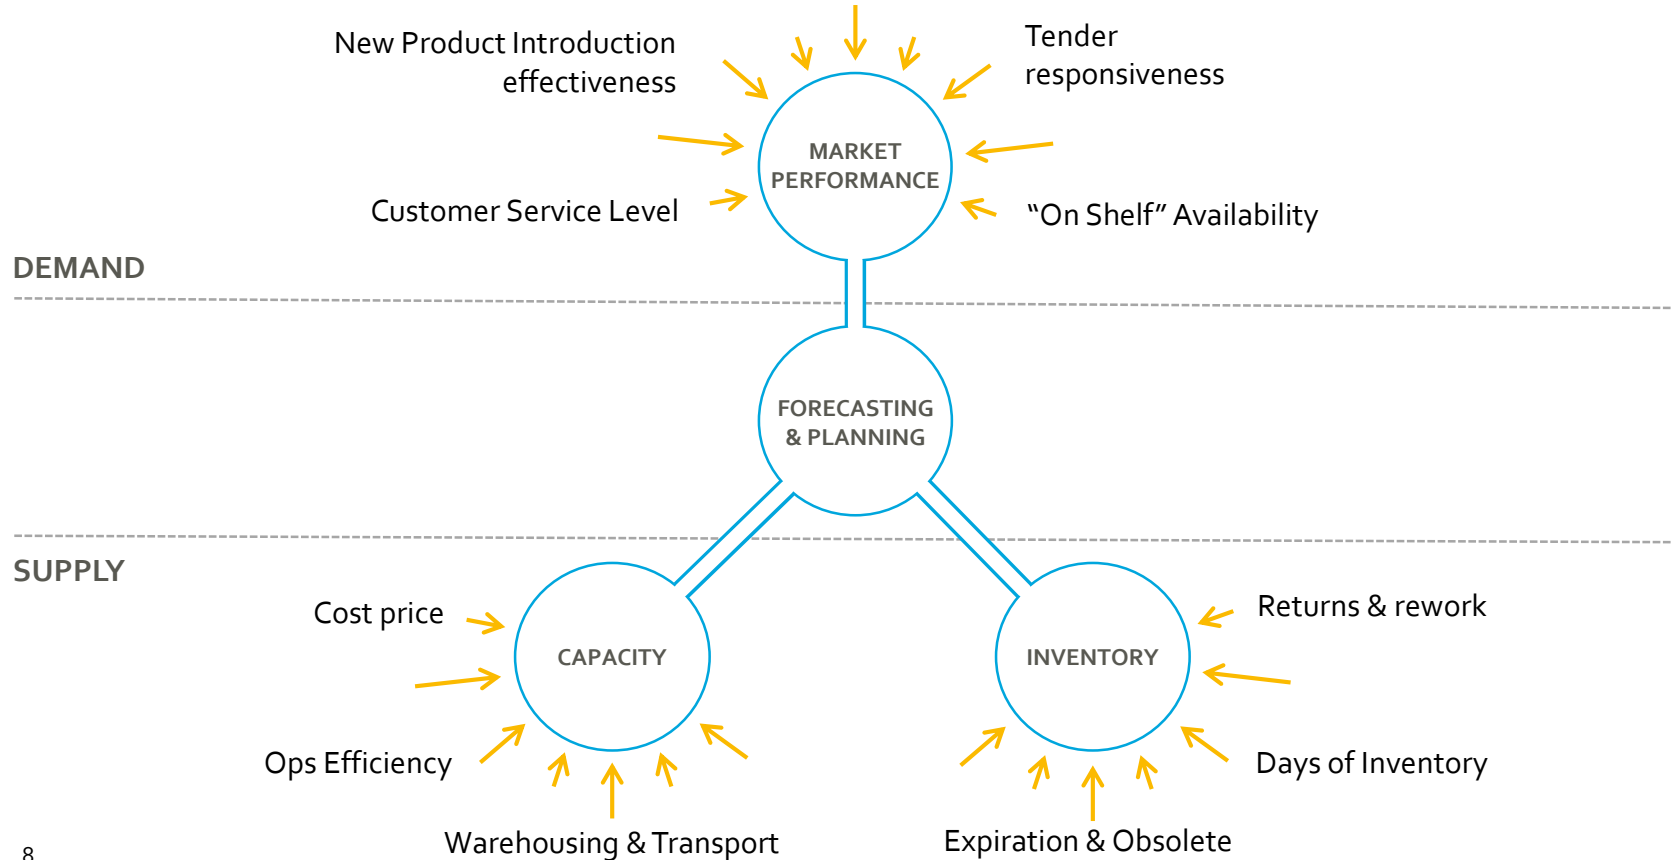 New Product Introduction
effectiveness
Tender
responsiveness
MARKET
PERFORMANCE
Customer Service Level
“On Shelf” Availability
DEMAND
FORECASTING
& PLANNING
SUPPLY
Cost price
Returns & rework
CAPACITY
INVENTORY
Ops Efficiency
Days of Inventory
Warehousing & Transport
Expiration & Obsolete
8